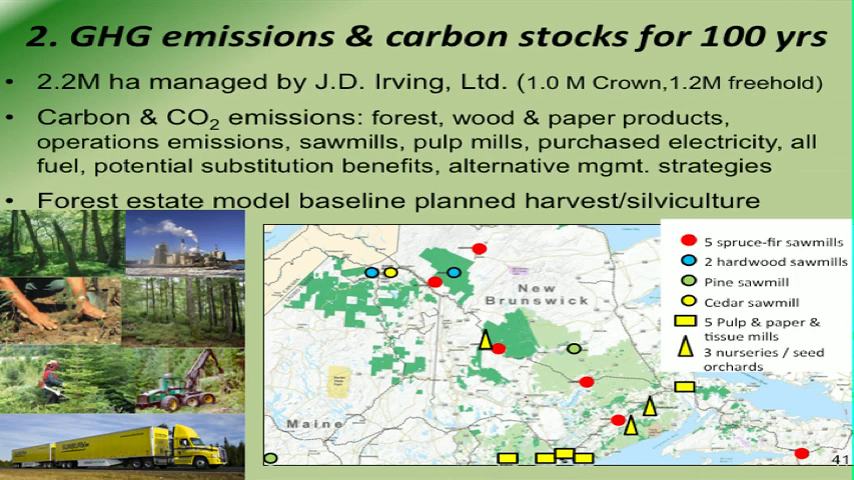 2. GHG emissions & carbon stocks for 100 yrs
• 2.2M ha managed by J.D. Irving, Ltd. (1.0 M Crown,1.2M freehold)
• Carbon & CO2 emissions: forest, wood & paper products,
operations emissions, sawmills, pulp mills, purchased electricity, all
fuel, potential substitution benefits, alternative mgmt. strategies
• Forest estate model baseline planned harvest/silviculture
5 spruce-fir sawmills
2 hardwood sawmills
Pine sawmill
Cedar sawmill
5 Pulp & paper &
tissue mills
3 nurseries / seed
orchards
New
Brunswick
Maine
41